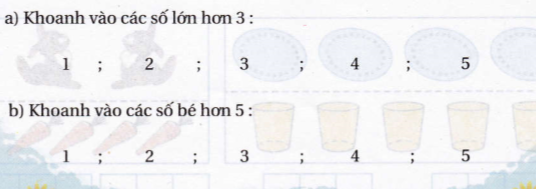 a) Khoanh vào các số lớn hơn 3 :
1 ; 2 ; 3 ; 4 ; 5
b) Khoanh vào các số bé hơn 5 :
1 ; 2 ; 3 ; 4 ; 5